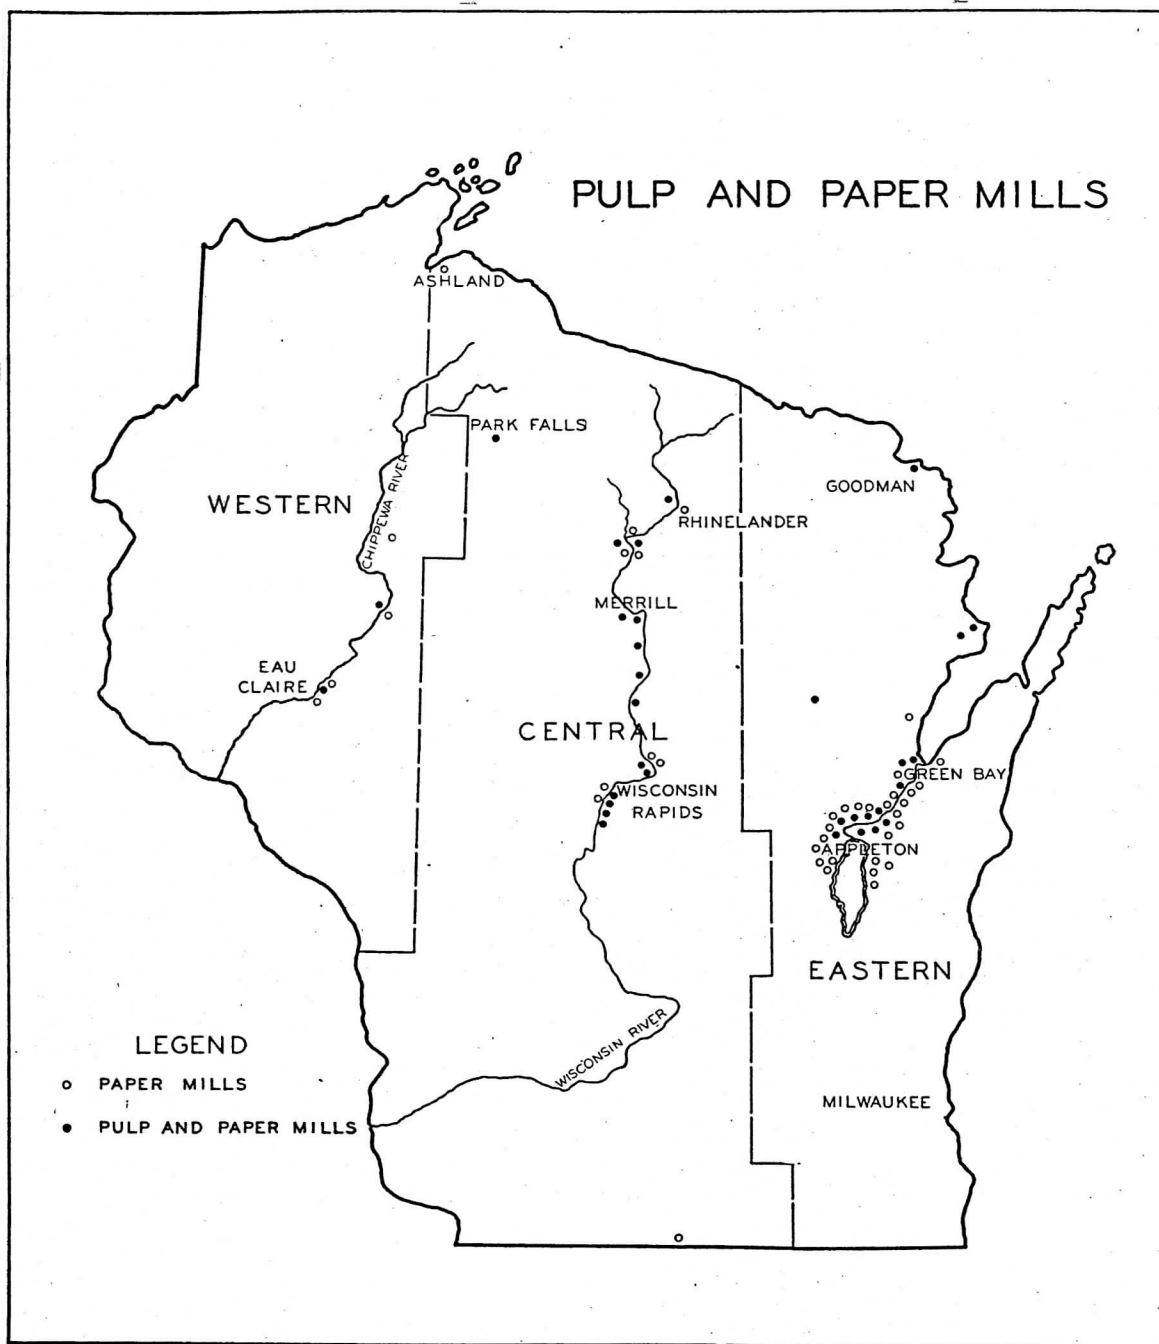 PULP AND PAPER MILLS
ASHLAND
PARK FALLS
GOODMAN
WESTERN
CHIPPEWA RIVER
RHINELANDER
MERRILL
EAU
CLAIRE
CENTRAL
GREEN BAY
WISCONSIN
RAPIDS
APPLETON
EASTERN
WISCONSIN RIVER
LEGEND
PAPER MILLS
PULP AND PAPER MILLS
MILWAUKEE